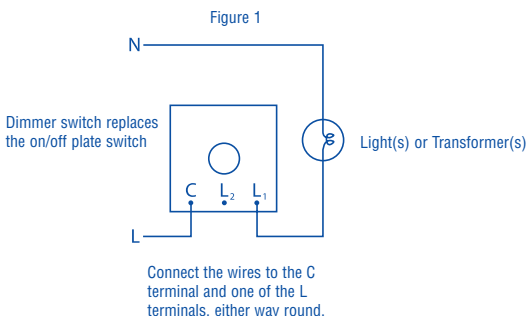 Figure 1
N
Dimmer switch replaces
the on/off plate switch
Light(s) or Transformer(s)
C L₂ L₁
L
Connect the wires to the C
terminal and one of the L
terminals, either way round.